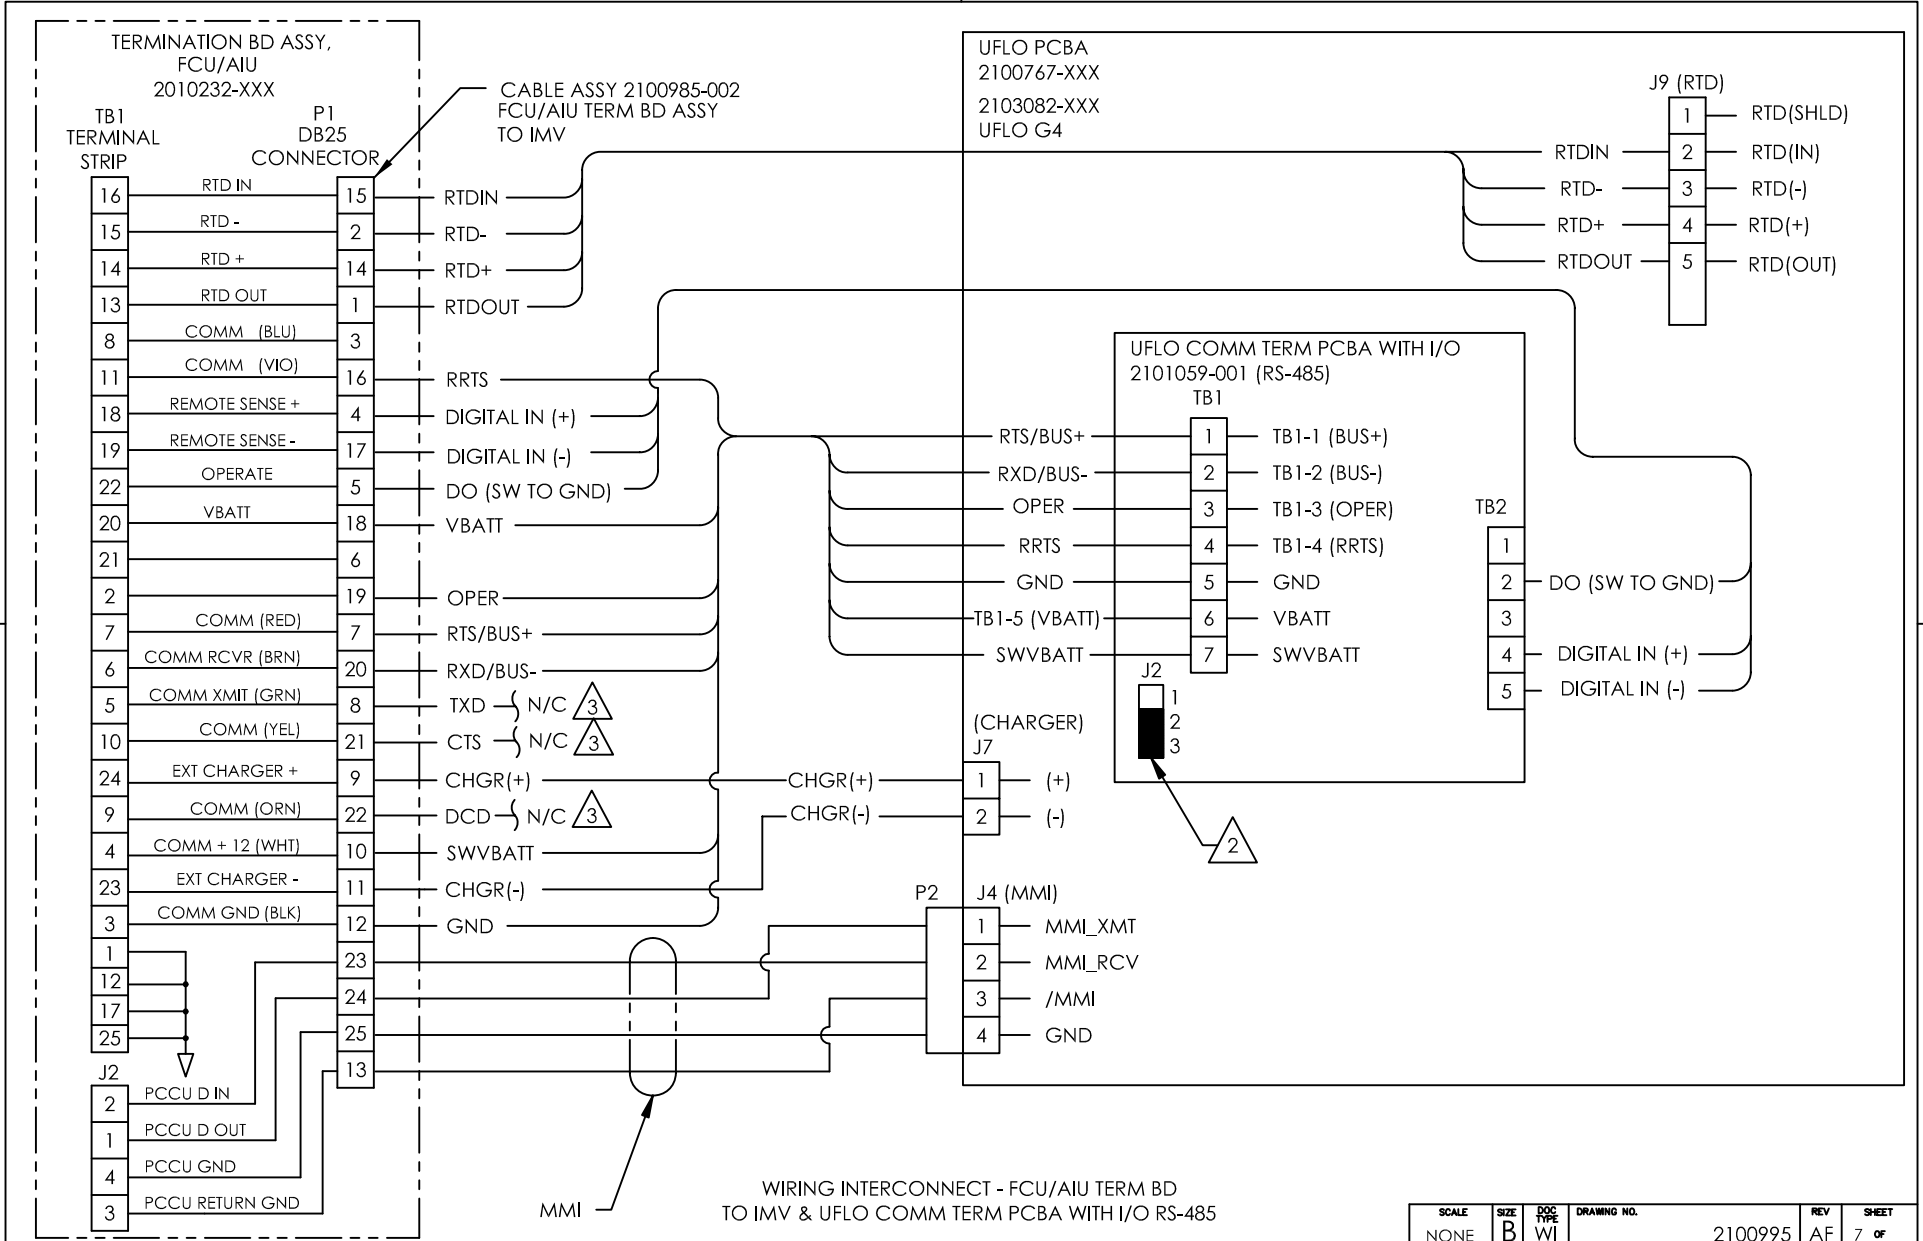 TERMINATION BD ASSY,
FCU/AIU
2010232-XXX
TB1
TERMINAL
STRIP
P1
DB25
CONNECTOR
CABLE ASSY 2100985-002
FCU/AIU TERM BD ASSY
TO IMV
16 RTD IN 15 RTDIN
15 RTD - 2 RTD-
14 RTD + 14 RTD+
13 RTD OUT 1 RTDOUT
8 COMM (BLU) 3
11 COMM (VIO) 16 RRTS
18 REMOTE SENSE + 4 DIGITAL IN (+)
19 REMOTE SENSE - 17 DIGITAL IN (-)
22 OPERATE 5 DO (SW TO GND)
20 VBATT 18 VBATT
21 6
2 19 OPER
7 COMM (RED) 7 RTS/BUS+
6 COMM RCVR (BRN) 20 RXD/BUS-
5 COMM XMIT (GRN) 8 TXD N/C 3
10 COMM (YEL) 21 CTS N/C 3
24 EXT CHARGER + 9 CHGR(+)
9 COMM (ORN) 22 DCD N/C 3
4 COMM + 12 (WHT) 10 SWVBATT
23 EXT CHARGER - 11 CHGR(-)
3 COMM GND (BLK) 12 GND
1 23
12 24
17 25
25 13
J2
2 PCCU D IN
1 PCCU D OUT
4 PCCU GND
3 PCCU RETURN GND
MMI
UFLO PCBA
2100767-XXX
2103082-XXX
UFLO G4
J9 (RTD)
1 RTD(SHLD)
RTDIN 2 RTD(IN)
RTD- 3 RTD(-)
RTD+ 4 RTD(+)
RTDOUT 5 RTD(OUT)
UFLO COMM TERM PCBA WITH I/O
2101059-001 (RS-485)
TB1
RTS/BUS+ 1 TB1-1 (BUS+)
RXD/BUS- 2 TB1-2 (BUS-)
OPER 3 TB1-3 (OPER)
RRTS 4 TB1-4 (RRTS)
GND 5 GND
TB1-5 (VBATT) 6 VBATT
SWVBATT 7 SWVBATT
TB2
1
2 DO (SW TO GND)
3
4 DIGITAL IN (+)
5 DIGITAL IN (-)
J2
1
2
3
2
(CHARGER)
J7
CHGR(+) 1 (+)
CHGR(-) 2 (-)
P2 J4 (MMI)
1 MMI_XMT
2 MMI_RCV
3 /MMI
4 GND
WIRING INTERCONNECT - FCU/AIU TERM BD
TO IMV & UFLO COMM TERM PCBA WITH I/O RS-485
SCALE SIZE DOC TYPE DRAWING NO. REV SHEET
NONE B WI 2100995 AF 7 OF